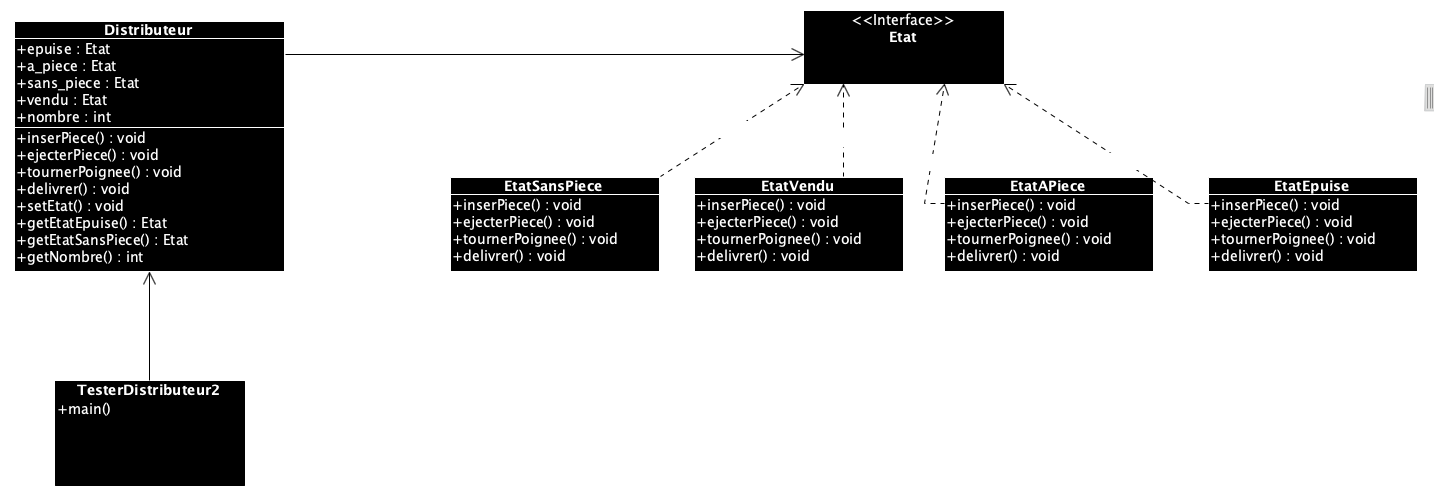 Distributeur
+epuise : Etat
+a_piece : Etat
+sans_piece : Etat
+vendu : Etat
+nombre : int
+inserPiece() : void
+ejecterPiece() : void
+tournerPoignee() : void
+delivrer() : void
+setEtat() : void
+getEtatEpuise() : Etat
+getEtatSansPiece() : Etat
+getNombre() : int
<<Interface>>
Etat
EtatSansPiece
+inserPiece() : void
+ejecterPiece() : void
+tournerPoignee() : void
+delivrer() : void
EtatVendu
+inserPiece() : void
+ejecterPiece() : void
+tournerPoignee() : void
+delivrer() : void
EtatAPiece
+inserPiece() : void
+ejecterPiece() : void
+tournerPoignee() : void
+delivrer() : void
EtatEpuise
+inserPiece() : void
+ejecterPiece() : void
+tournerPoignee() : void
+delivrer() : void
TesterDistributeur2
+main()